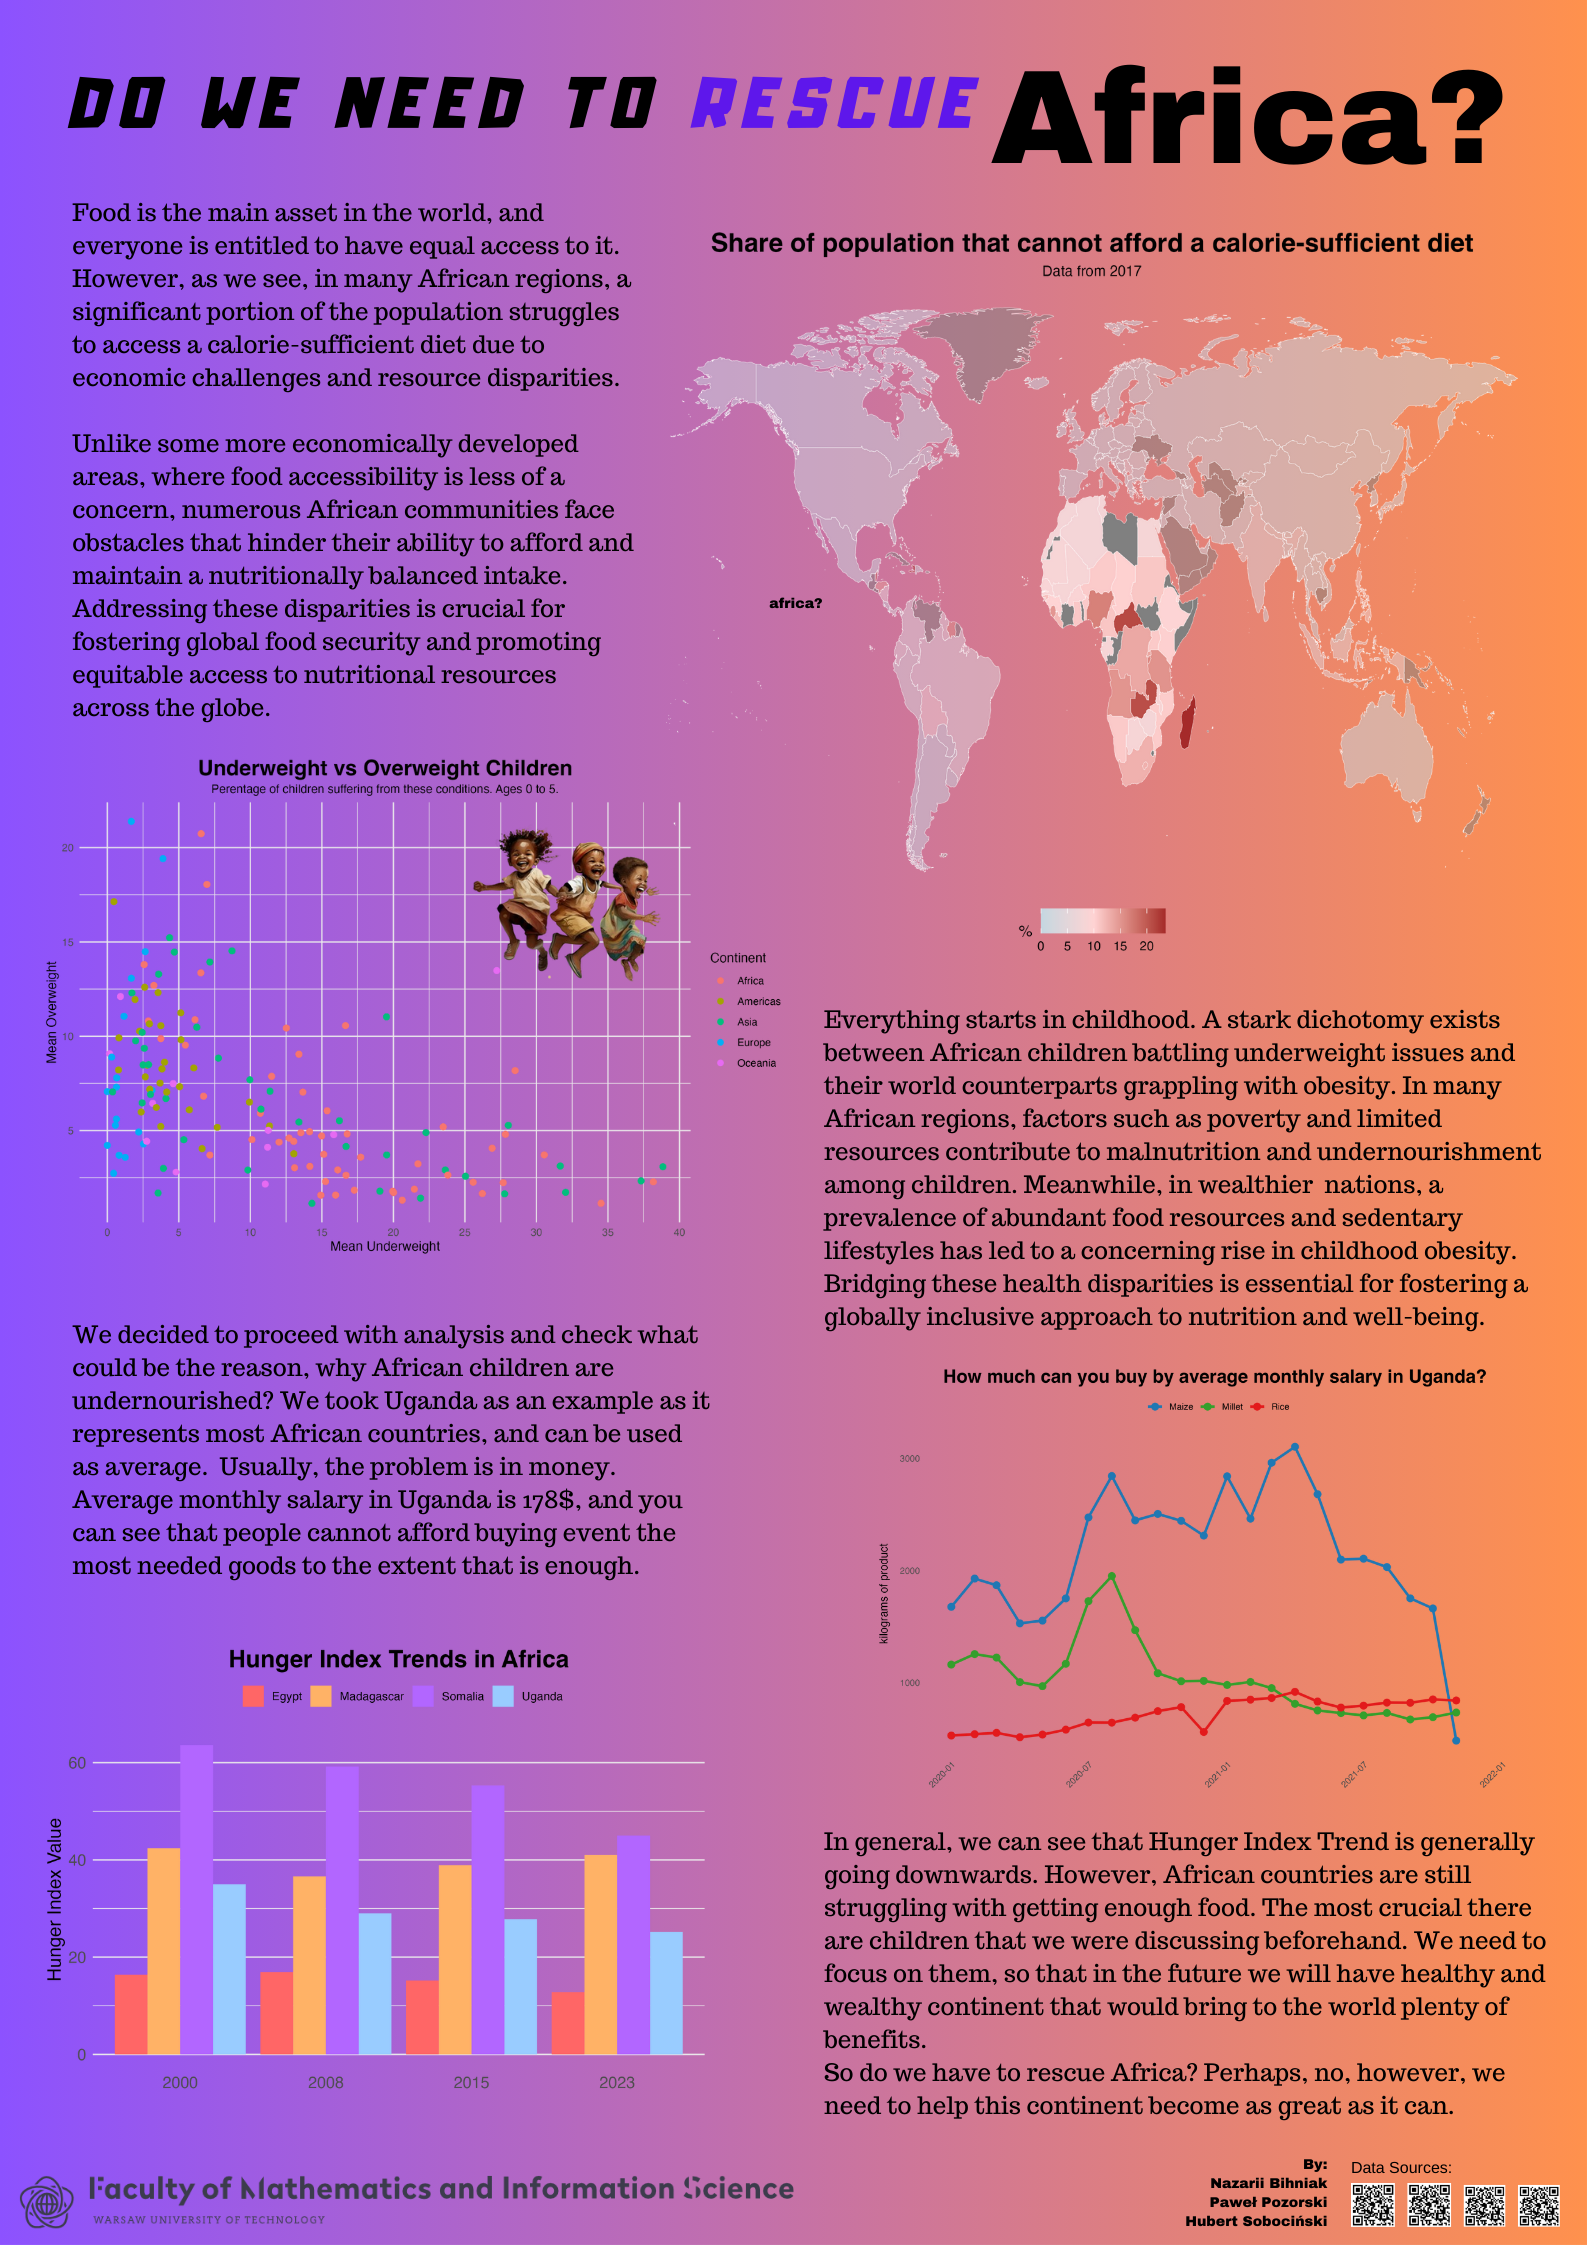 DO WE NEED TO RESCUE Africa?
Food is the main asset in the world, and
everyone is entitled to have equal access to it.
However, as we see, in many African regions, a
significant portion of the population struggles
to access a calorie-sufficient diet due to
economic challenges and resource disparities.
Unlike some more economically developed
areas, where food accessibility is less of a
concern, numerous African communities face
obstacles that hinder their ability to afford and
maintain a nutritionally balanced intake.
Addressing these disparities is crucial for
fostering global food security and promoting
equitable access to nutritional resources
across the globe.
Share of population that cannot afford a calorie-sufficient diet
Data from 2017
africa?
%
0 5 10 15 20
Underweight vs Overweight Children
Perentage of children suffering from these conditions. Ages 0 to 5.
Mean Overweight
20
15
10
5
0 5 10 15 20 25 30 35 40
Mean Underweight
Continent
Africa
Americas
Asia
Europe
Oceania
Everything starts in childhood. A stark dichotomy exists
between African children battling underweight issues and
their world counterparts grappling with obesity. In many
African regions, factors such as poverty and limited
resources contribute to malnutrition and undernourishment
among children. Meanwhile, in wealthier nations, a
prevalence of abundant food resources and sedentary
lifestyles has led to a concerning rise in childhood obesity.
Bridging these health disparities is essential for fostering a
globally inclusive approach to nutrition and well-being.
We decided to proceed with analysis and check what
could be the reason, why African children are
undernourished? We took Uganda as an example as it
represents most African countries, and can be used
as average. Usually, the problem is in money.
Average monthly salary in Uganda is 178$, and you
can see that people cannot afford buying event the
most needed goods to the extent that is enough.
How much can you buy by average monthly salary in Uganda?
Maize Millet Rice
kilograms of product
3000
2000
1000
2020-01 2020-07 2021-01 2021-07 2022-01
Hunger Index Trends in Africa
Egypt Madagascar Somalia Uganda
Hunger Index Value
60
40
20
0
2000 2008 2015 2023
In general, we can see that Hunger Index Trend is generally
going downwards. However, African countries are still
struggling with getting enough food. The most crucial there
are children that we were discussing beforehand. We need to
focus on them, so that in the future we will have healthy and
wealthy continent that would bring to the world plenty of
benefits.
So do we have to rescue Africa? Perhaps, no, however, we
need to help this continent become as great as it can.
Faculty of Mathematics and Information Science
WARSAW UNIVERSITY OF TECHNOLOGY
By:
Nazarii Bihniak
Paweł Pozorski
Hubert Sobociński
Data Sources: